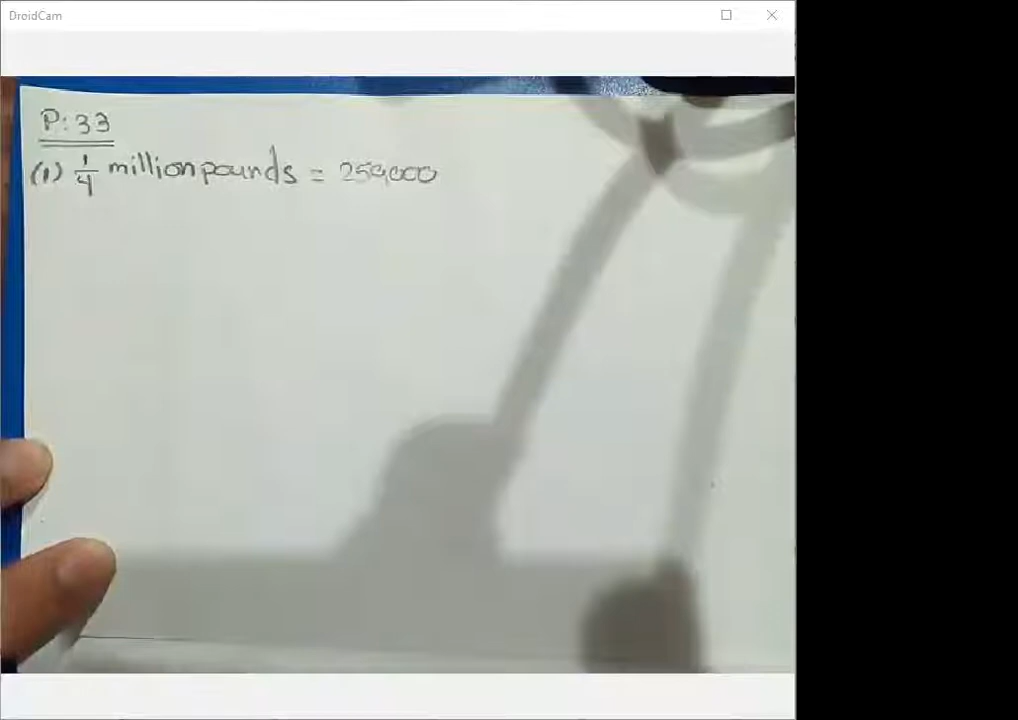 DroidCam
P:33
(1) 1/4 million pounds = 250,000